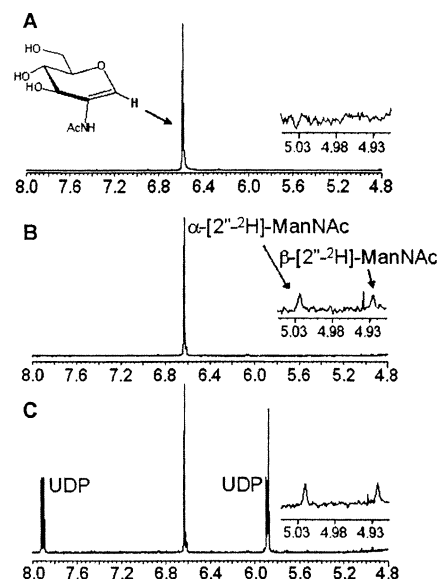 A
HO
O
HO
HO
H
AcNH
5.03 4.98 4.93
8.0 7.6 7.2 6.8 6.4 6.0 5.6 5.2 4.8
B
α-[2"-²H]-ManNAc
β-[2"-²H]-ManNAc
5.03 4.98 4.93
8.0 7.6 7.2 6.8 6.4 6.0 5.6 5.2 4.8
C
UDP
UDP
5.03 4.98 4.93
8.0 7.6 7.2 6.8 6.4 6.0 5.6 5.2 4.8